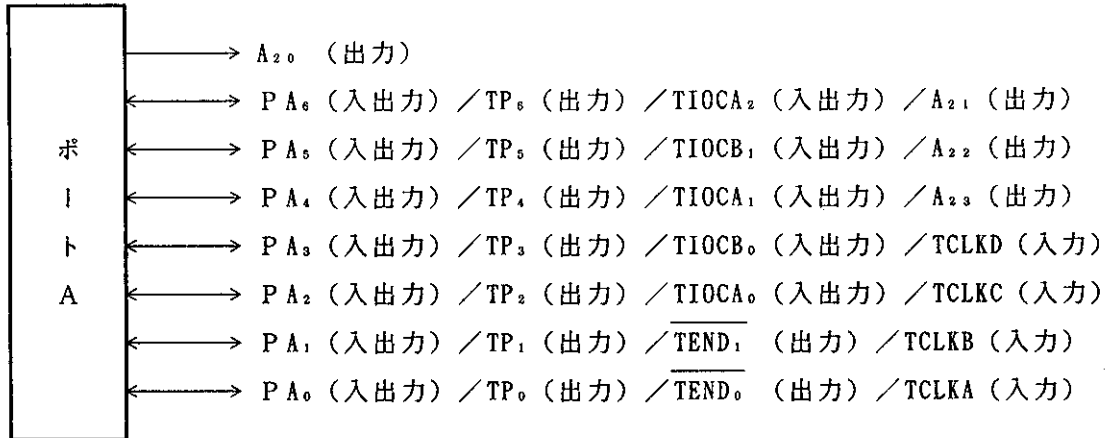 ポートA
A₂₀ (出力)
PA₆ (入出力) /TP₆ (出力) /TIOCA₂ (入出力) /A₂₁ (出力)
PA₅ (入出力) /TP₅ (出力) /TIOCB₁ (入出力) /A₂₂ (出力)
PA₄ (入出力) /TP₄ (出力) /TIOCA₁ (入出力) /A₂₃ (出力)
PA₃ (入出力) /TP₃ (出力) /TIOCB₀ (入出力) /TCLKD (入力)
PA₂ (入出力) /TP₂ (出力) /TIOCA₀ (入出力) /TCLKC (入力)
PA₁ (入出力) /TP₁ (出力) /T̅E̅N̅D̅₁ (出力) /TCLKB (入力)
PA₀ (入出力) /TP₀ (出力) /T̅E̅N̅D̅₀ (出力) /TCLKA (入力)